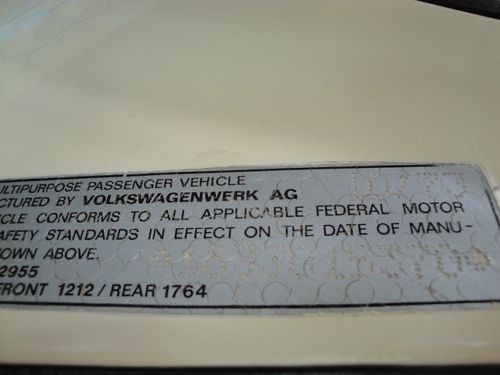 ULTIPURPOSE PASSENGER VEHICLE
CTURED BY VOLKSWAGENWERK AG
ICLE CONFORMS TO ALL APPLICABLE FEDERAL MOTOR
AFETY STANDARDS IN EFFECT ON THE DATE OF MANU-
OWN ABOVE.
2955
FRONT 1212 / REAR 1764